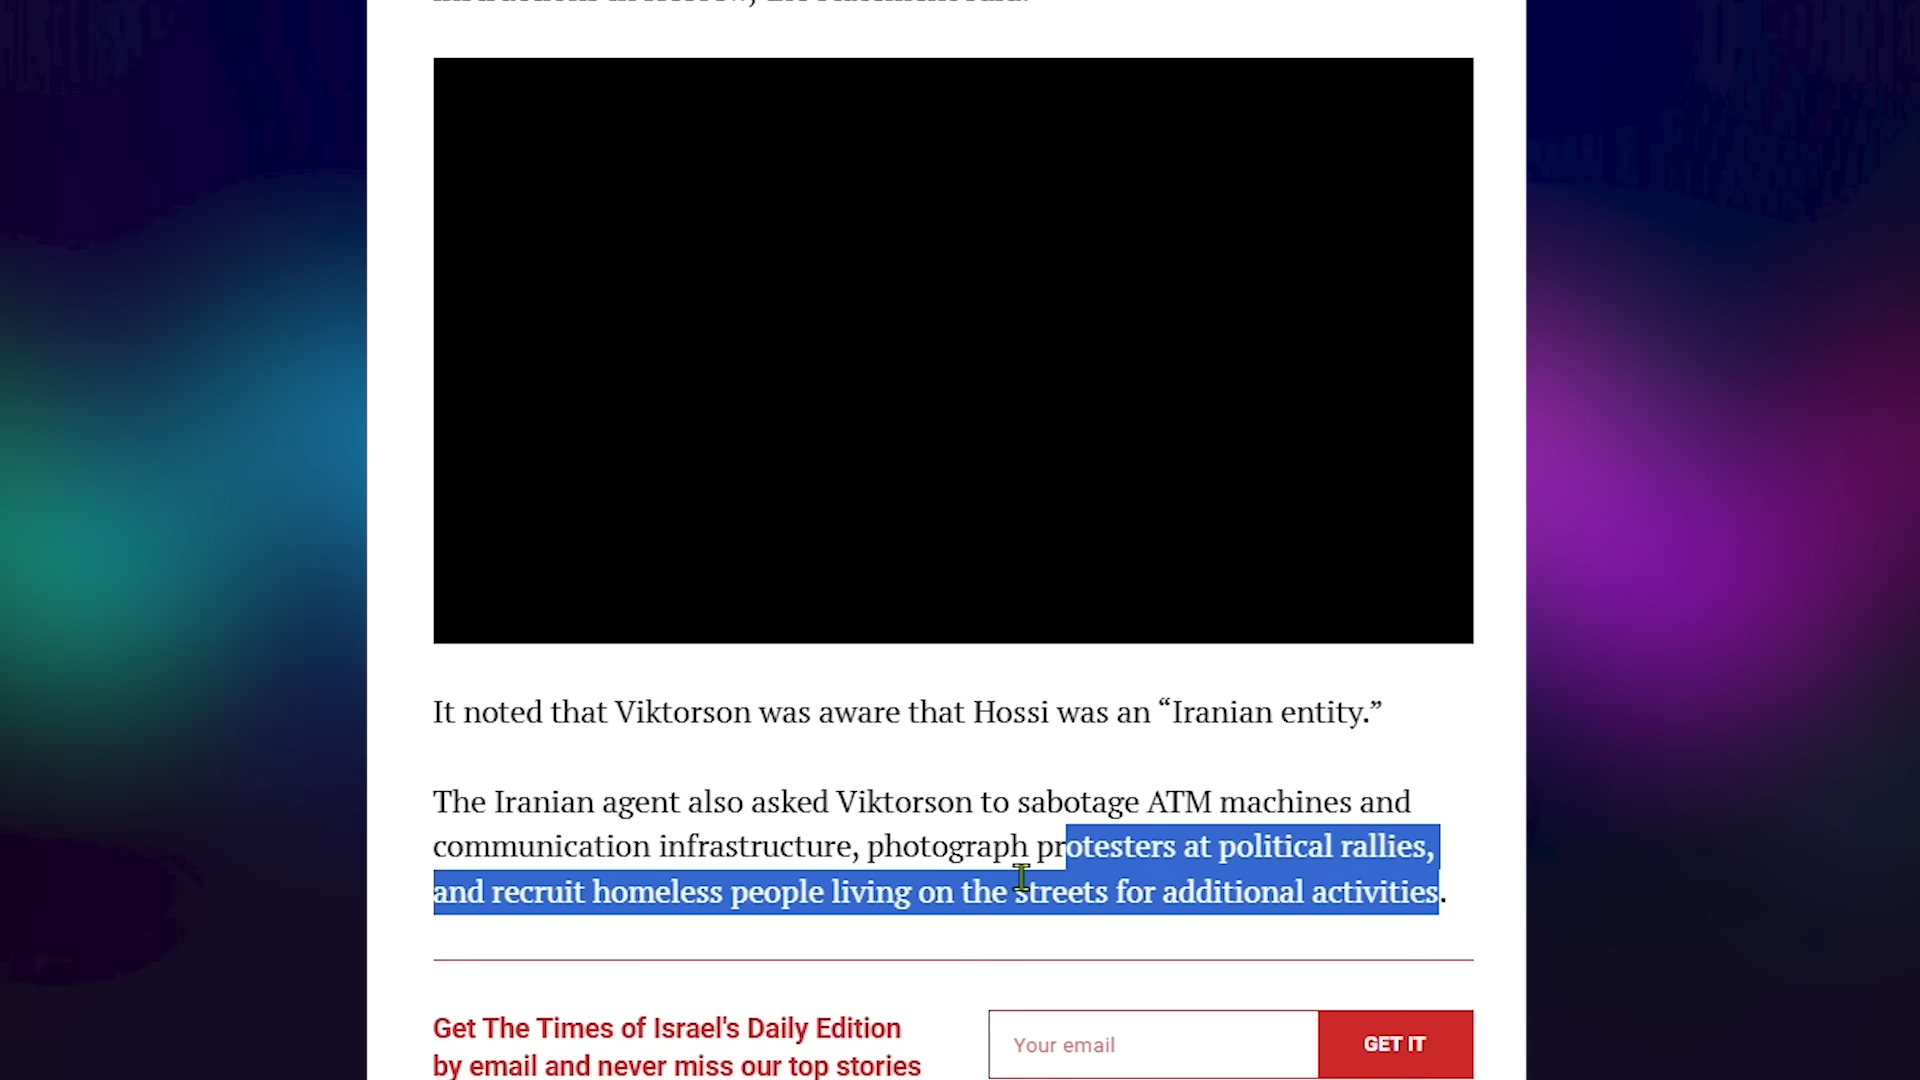 It noted that Viktorson was aware that Hossi was an “Iranian entity.”
The Iranian agent also asked Viktorson to sabotage ATM machines and
communication infrastructure, photograph protesters at political rallies,
and recruit homeless people living on the streets for additional activities.
Get The Times of Israel's Daily Edition
by email and never miss our top stories
Your email
GET IT